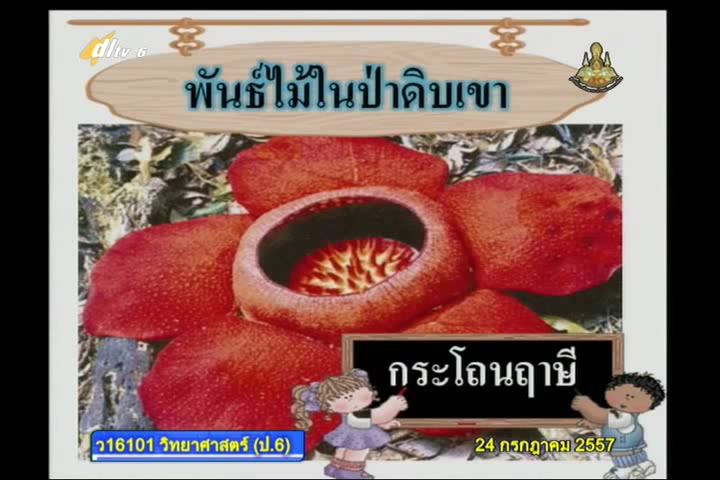 dltv 6
พันธ์ไม้ในป่าดิบเขา
กระโถนฤาษี
ว16101 วิทยาศาสตร์ (ป.6)
24 กรกฎาคม 2557